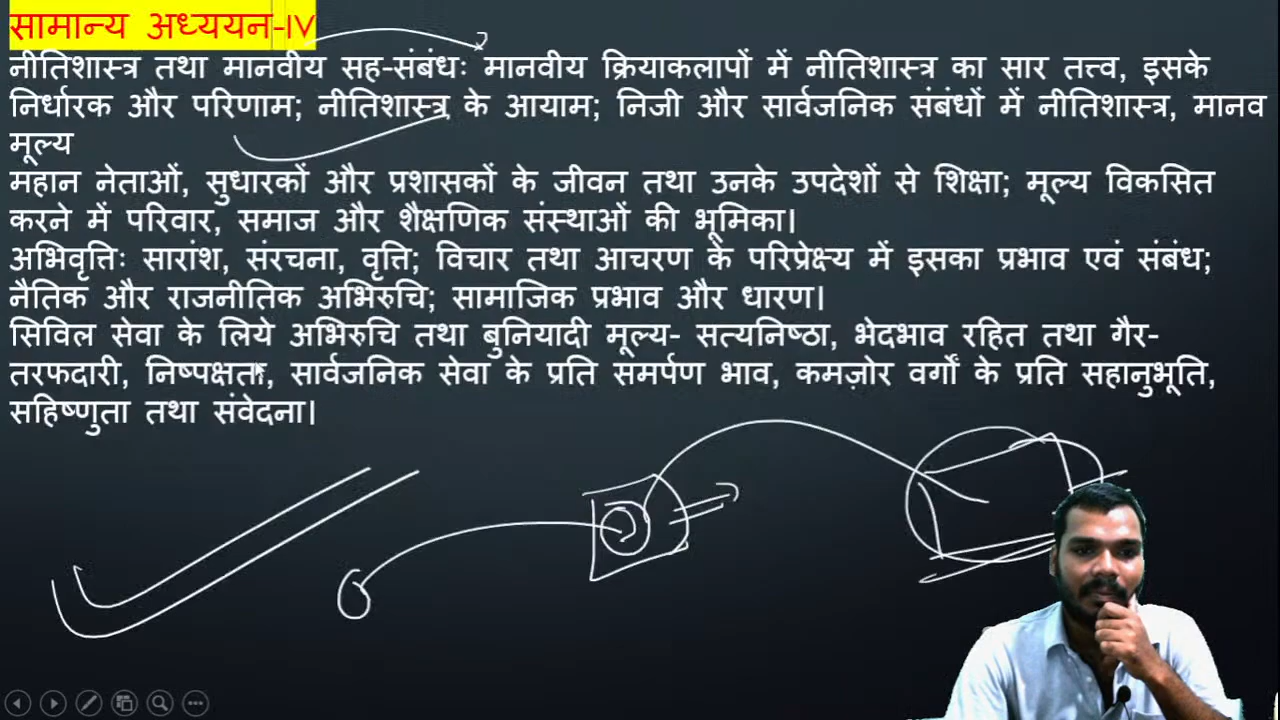 सामान्य अध्ययन-IV
नीतिशास्त्र तथा मानवीय सह-संबंधः मानवीय क्रियाकलापों में नीतिशास्त्र का सार तत्त्व, इसके
निर्धारक और परिणाम; नीतिशास्त्र के आयाम; निजी और सार्वजनिक संबंधों में नीतिशास्त्र, मानव
मूल्य
महान नेताओं, सुधारकों और प्रशासकों के जीवन तथा उनके उपदेशों से शिक्षा; मूल्य विकसित
करने में परिवार, समाज और शैक्षणिक संस्थाओं की भूमिका।
अभिवृत्तिः सारांश, संरचना, वृत्ति; विचार तथा आचरण के परिप्रेक्ष्य में इसका प्रभाव एवं संबंध;
नैतिक और राजनीतिक अभिरुचि; सामाजिक प्रभाव और धारण।
सिविल सेवा के लिये अभिरुचि तथा बुनियादी मूल्य- सत्यनिष्ठा, भेदभाव रहित तथा गैर-
तरफदारी, निष्पक्षता, सार्वजनिक सेवा के प्रति समर्पण भाव, कमज़ोर वर्गों के प्रति सहानुभूति,
सहिष्णुता तथा संवेदना।